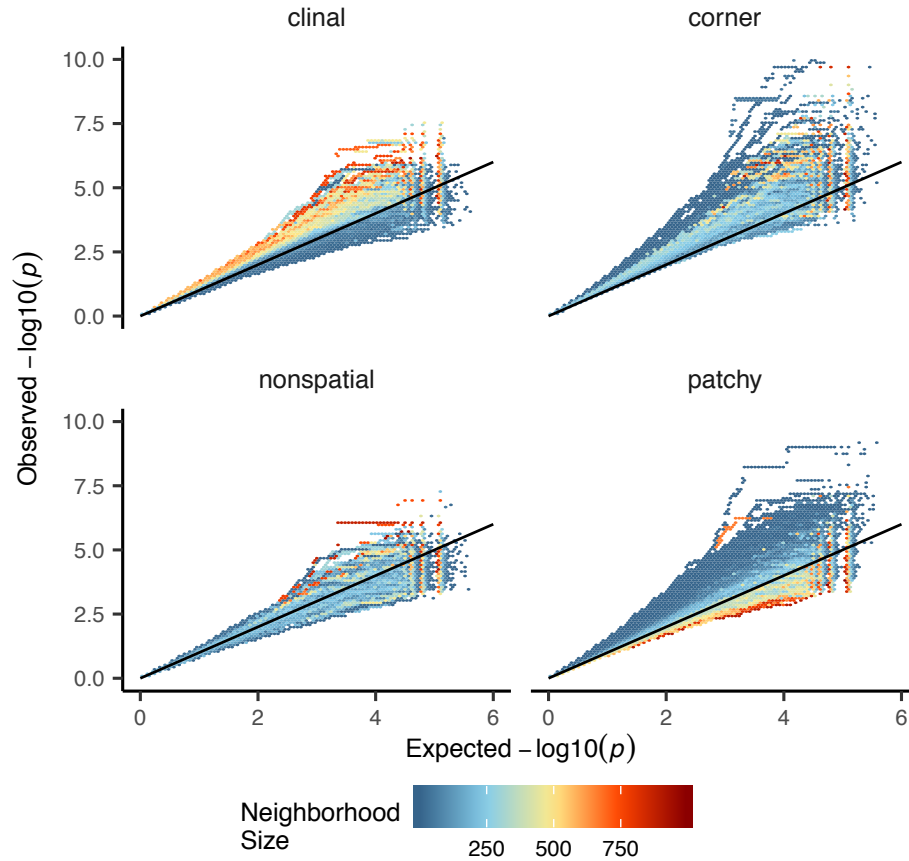 clinal
corner
10.0
7.5
5.0
2.5
0.0
nonspatial
patchy
10.0
7.5
5.0
2.5
0.0
Observed −log10(p)
0 2 4 6 0 2 4 6
Expected −log10(p)
Neighborhood
Size
250 500 750